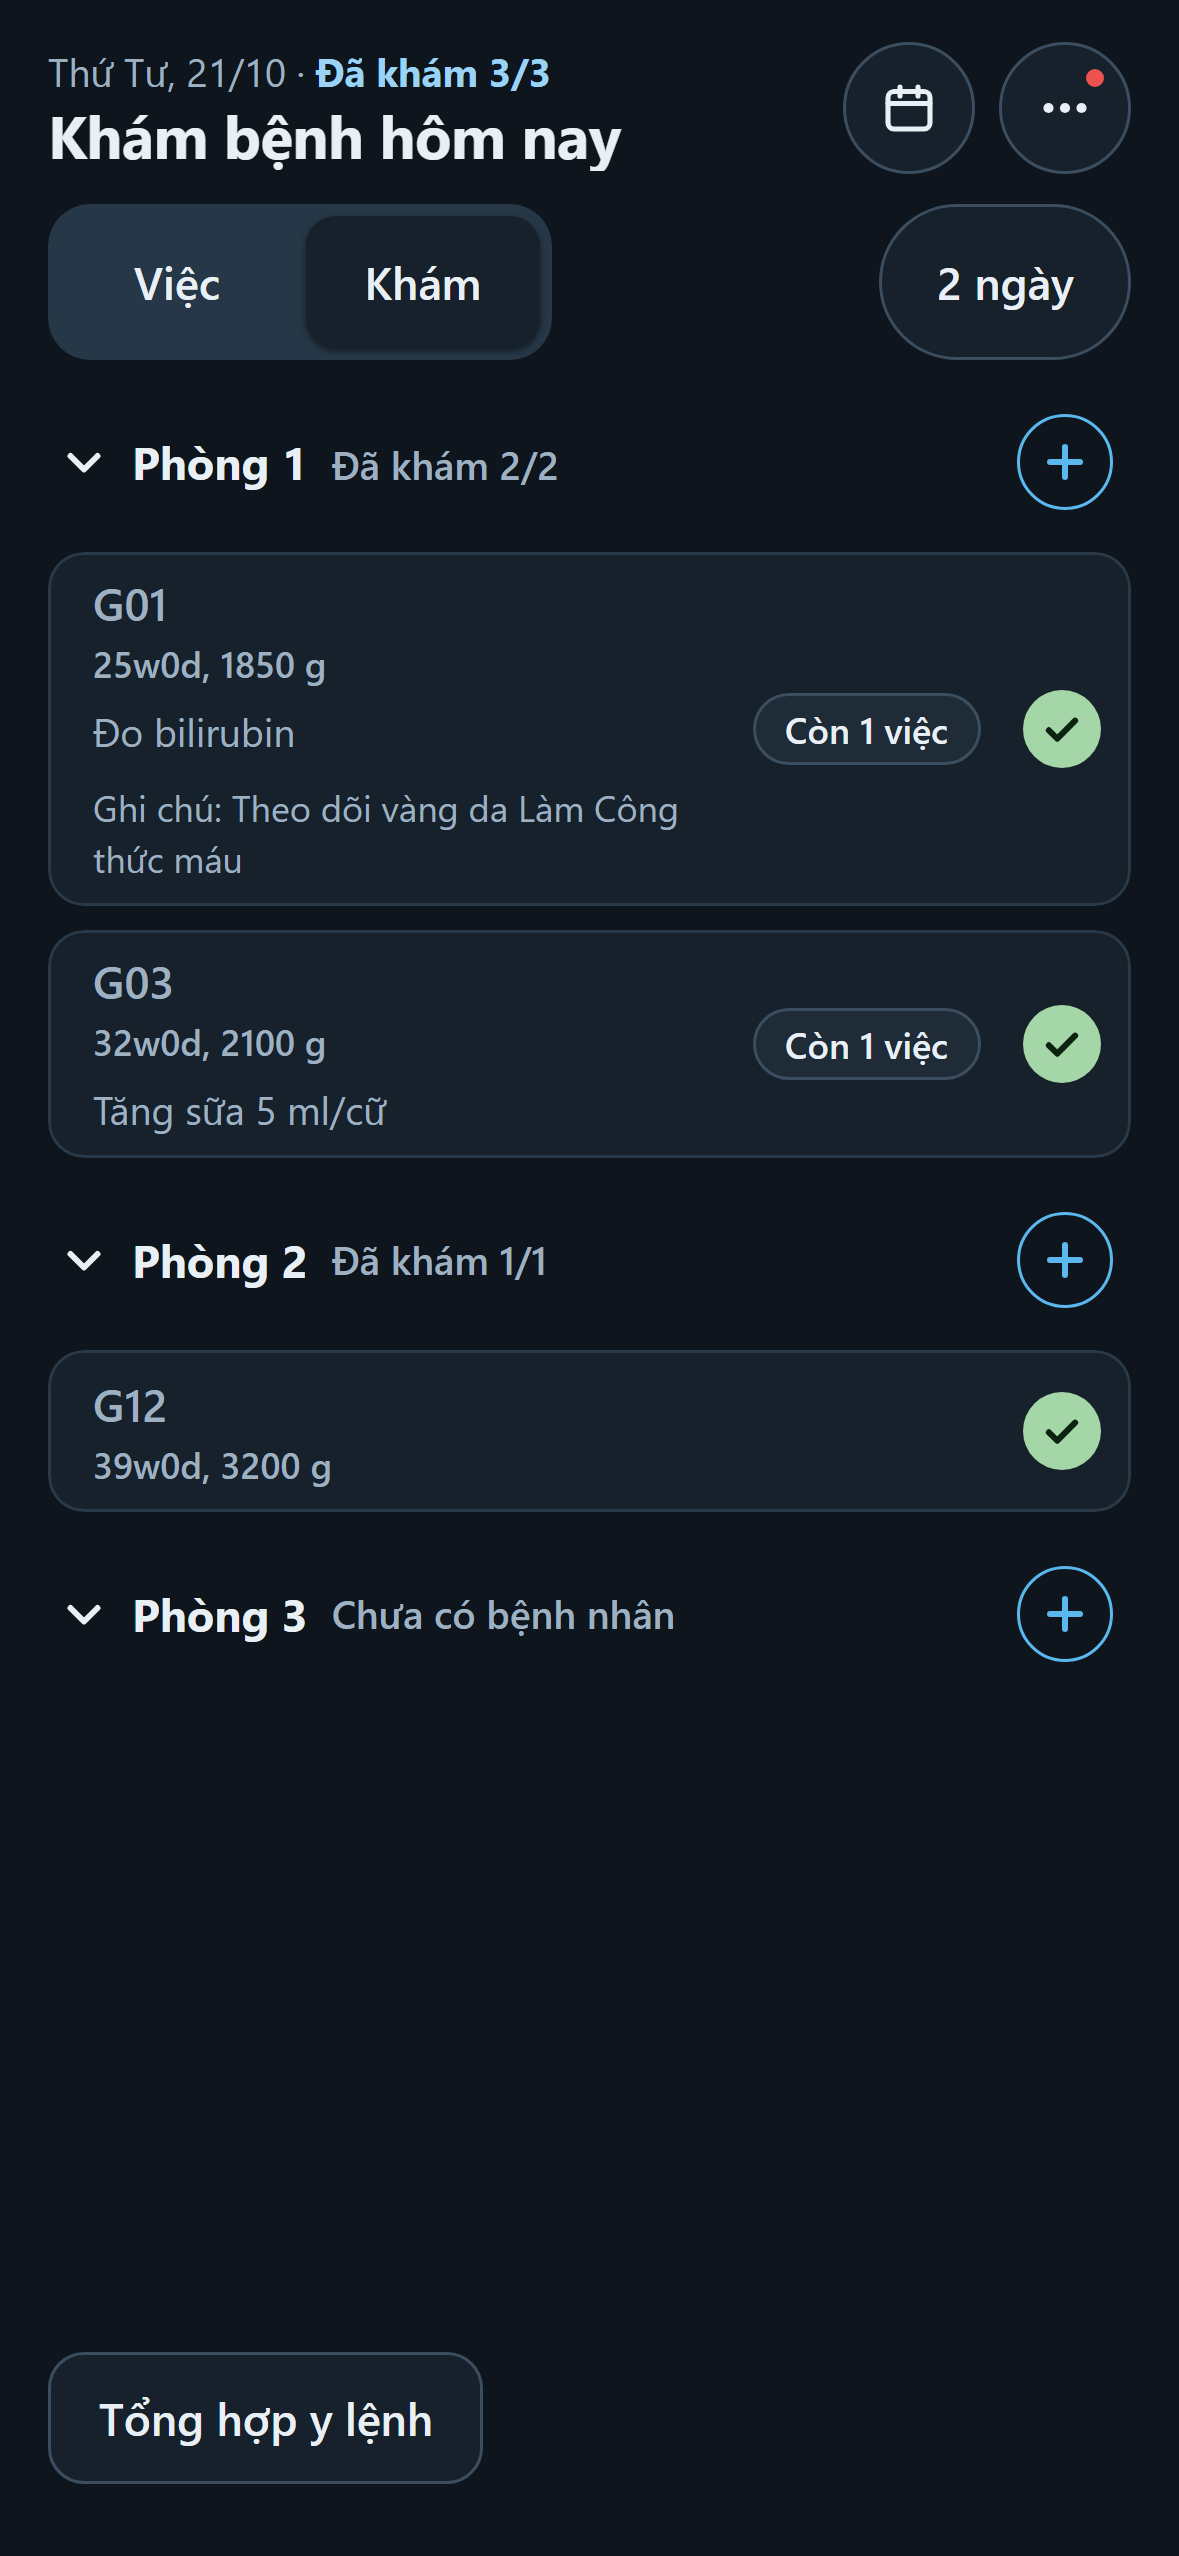 Thứ Tư, 21/10 · Đã khám 3/3
Khám bệnh hôm nay
Việc
Khám
2 ngày
Phòng 1 Đã khám 2/2
G01
25w0d, 1850 g
Đo bilirubin
Còn 1 việc
Ghi chú: Theo dõi vàng da Làm Công
thức máu
G03
32w0d, 2100 g
Còn 1 việc
Tăng sữa 5 ml/cữ
Phòng 2 Đã khám 1/1
G12
39w0d, 3200 g
Phòng 3 Chưa có bệnh nhân
Tổng hợp y lệnh